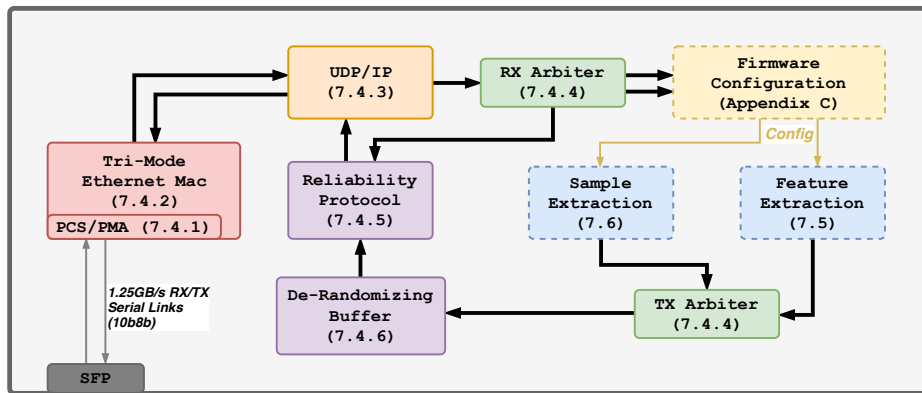 UDP/IP
(7.4.3)
RX Arbiter
(7.4.4)
Firmware
Configuration
(Appendix C)
Config
Tri-Mode
Ethernet Mac
(7.4.2)
PCS/PMA (7.4.1)
Reliability
Protocol
(7.4.5)
Sample
Extraction
(7.6)
Feature
Extraction
(7.5)
1.25GB/s RX/TX
Serial Links
(10b8b)
De-Randomizing
Buffer
(7.4.6)
TX Arbiter
(7.4.4)
SFP